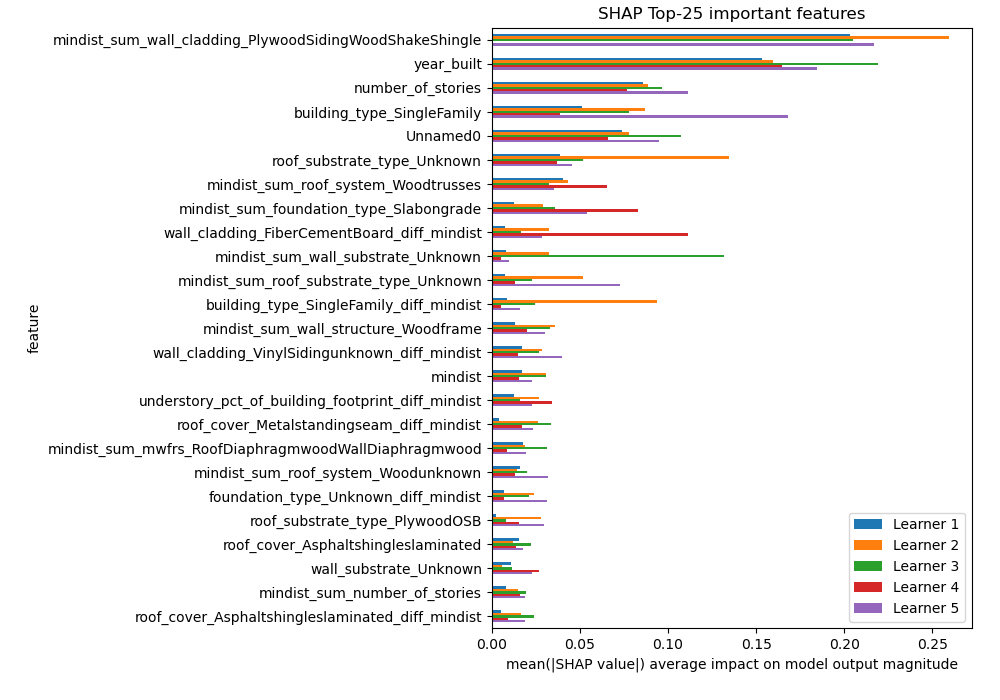 SHAP Top-25 important features
mindist_sum_wall_cladding_PlywoodSidingWoodShakeShingle
year_built
number_of_stories
building_type_SingleFamily
Unnamed0
roof_substrate_type_Unknown
mindist_sum_roof_system_Woodtrusses
mindist_sum_foundation_type_Slabongrade
wall_cladding_FiberCementBoard_diff_mindist
mindist_sum_wall_substrate_Unknown
mindist_sum_roof_substrate_type_Unknown
building_type_SingleFamily_diff_mindist
mindist_sum_wall_structure_Woodframe
wall_cladding_VinylSidingunknown_diff_mindist
mindist
understory_pct_of_building_footprint_diff_mindist
roof_cover_Metalstandingseam_diff_mindist
mindist_sum_mwfrs_RoofDiaphragmwoodWallDiaphragmwood
mindist_sum_roof_system_Woodunknown
foundation_type_Unknown_diff_mindist
roof_substrate_type_PlywoodOSB
roof_cover_Asphaltshingleslaminated
wall_substrate_Unknown
mindist_sum_number_of_stories
roof_cover_Asphaltshingleslaminated_diff_mindist
feature
Learner 1
Learner 2
Learner 3
Learner 4
Learner 5
0.00 0.05 0.10 0.15 0.20 0.25
mean(|SHAP value|) average impact on model output magnitude